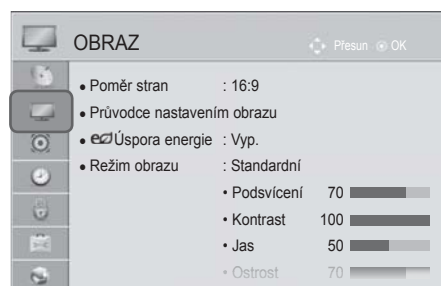 OBRAZ
Přesun OK
• Poměr stran : 16:9
• Průvodce nastavením obrazu
• eco Úspora energie : Vyp.
• Režim obrazu : Standardní
• Podsvícení 70
• Kontrast 100
• Jas 50
• Ostrost 70